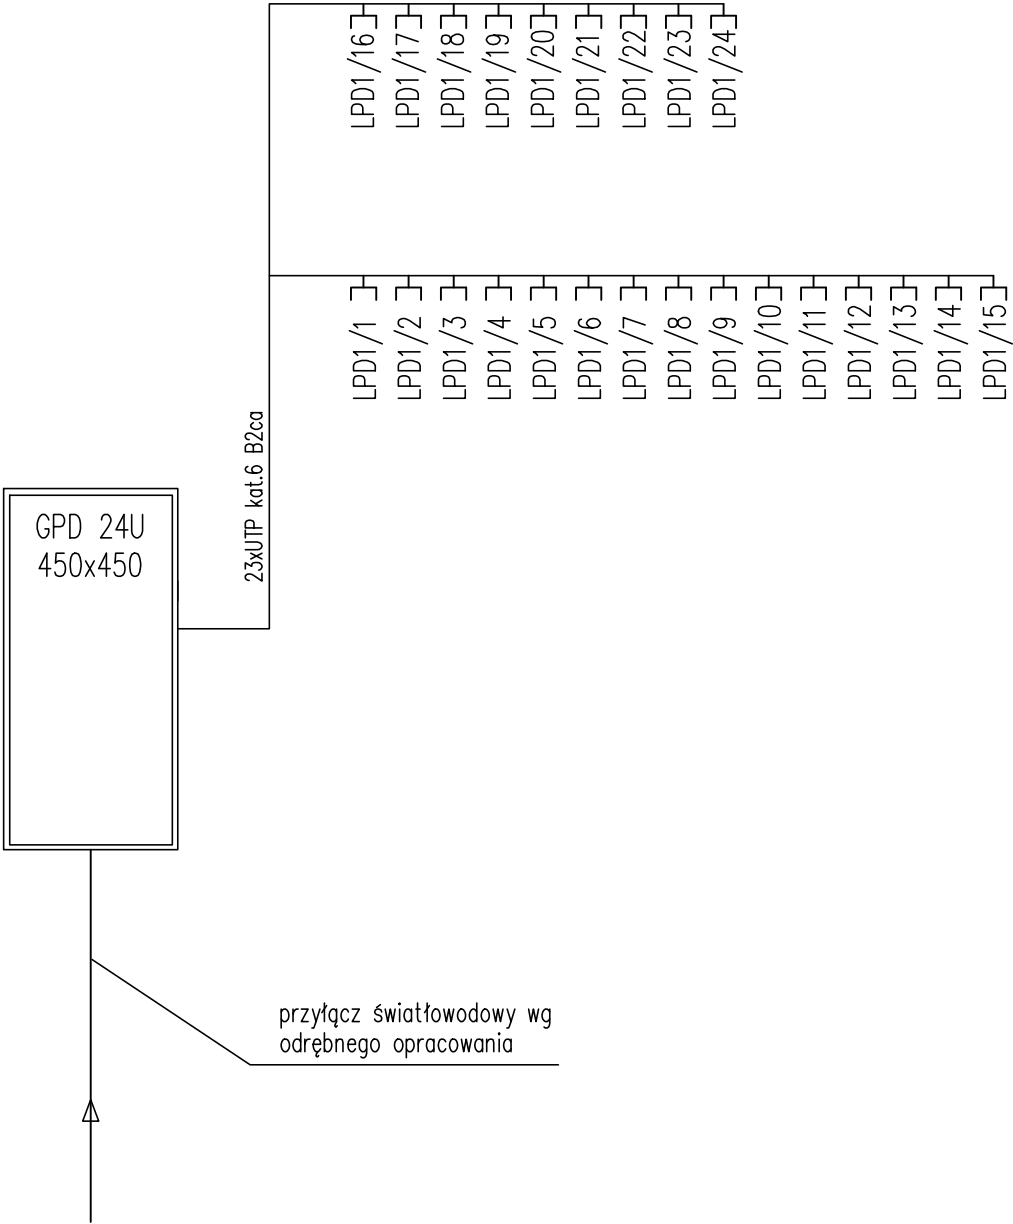 LPD1/16
LPD1/17
LPD1/18
LPD1/19
LPD1/20
LPD1/21
LPD1/22
LPD1/23
LPD1/24
LPD1/1
LPD1/2
LPD1/3
LPD1/4
LPD1/5
LPD1/6
LPD1/7
LPD1/8
LPD1/9
LPD1/10
LPD1/11
LPD1/12
LPD1/13
LPD1/14
LPD1/15
23xUTP kat.6 B2ca
GPD 24U
450x450
przyłącz światłowodowy wg
odrębnego opracowania